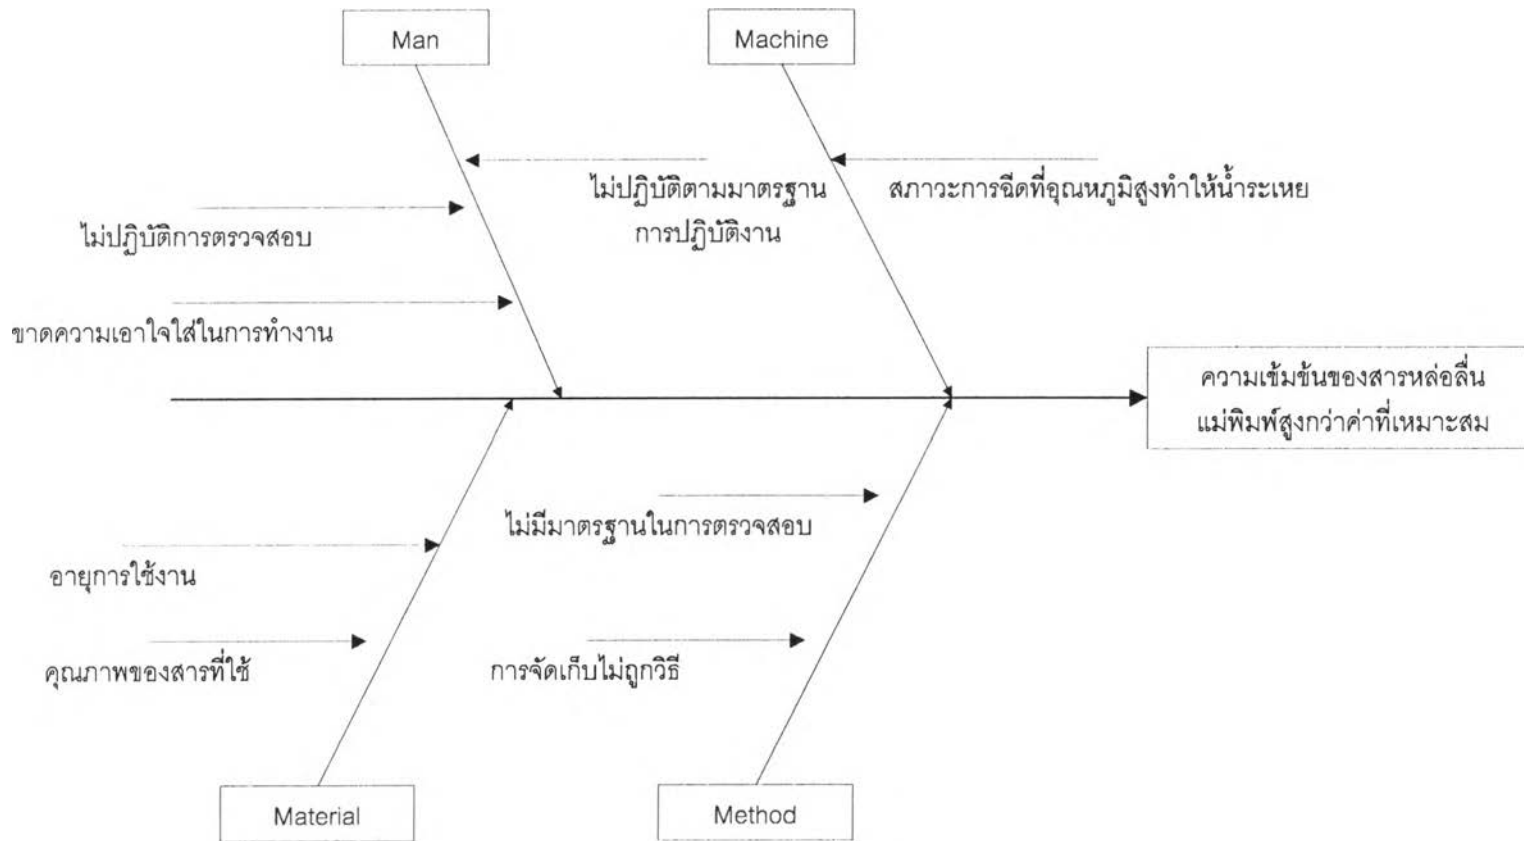 Man
Machine
ไม่ปฏิบัติตามมาตรฐาน
การปฏิบัติงาน
สภาวะการฉีดที่อุณหภูมิสูงทำให้น้ำระเหย
ไม่ปฏิบัติการตรวจสอบ
ขาดความเอาใจใส่ในการทำงาน
ความเข้มข้นของสารหล่อลื่น
แม่พิมพ์สูงกว่าค่าที่เหมาะสม
ไม่มีมาตรฐานในการตรวจสอบ
อายุการใช้งาน
คุณภาพของสารที่ใช้
การจัดเก็บไม่ถูกวิธี
Material
Method